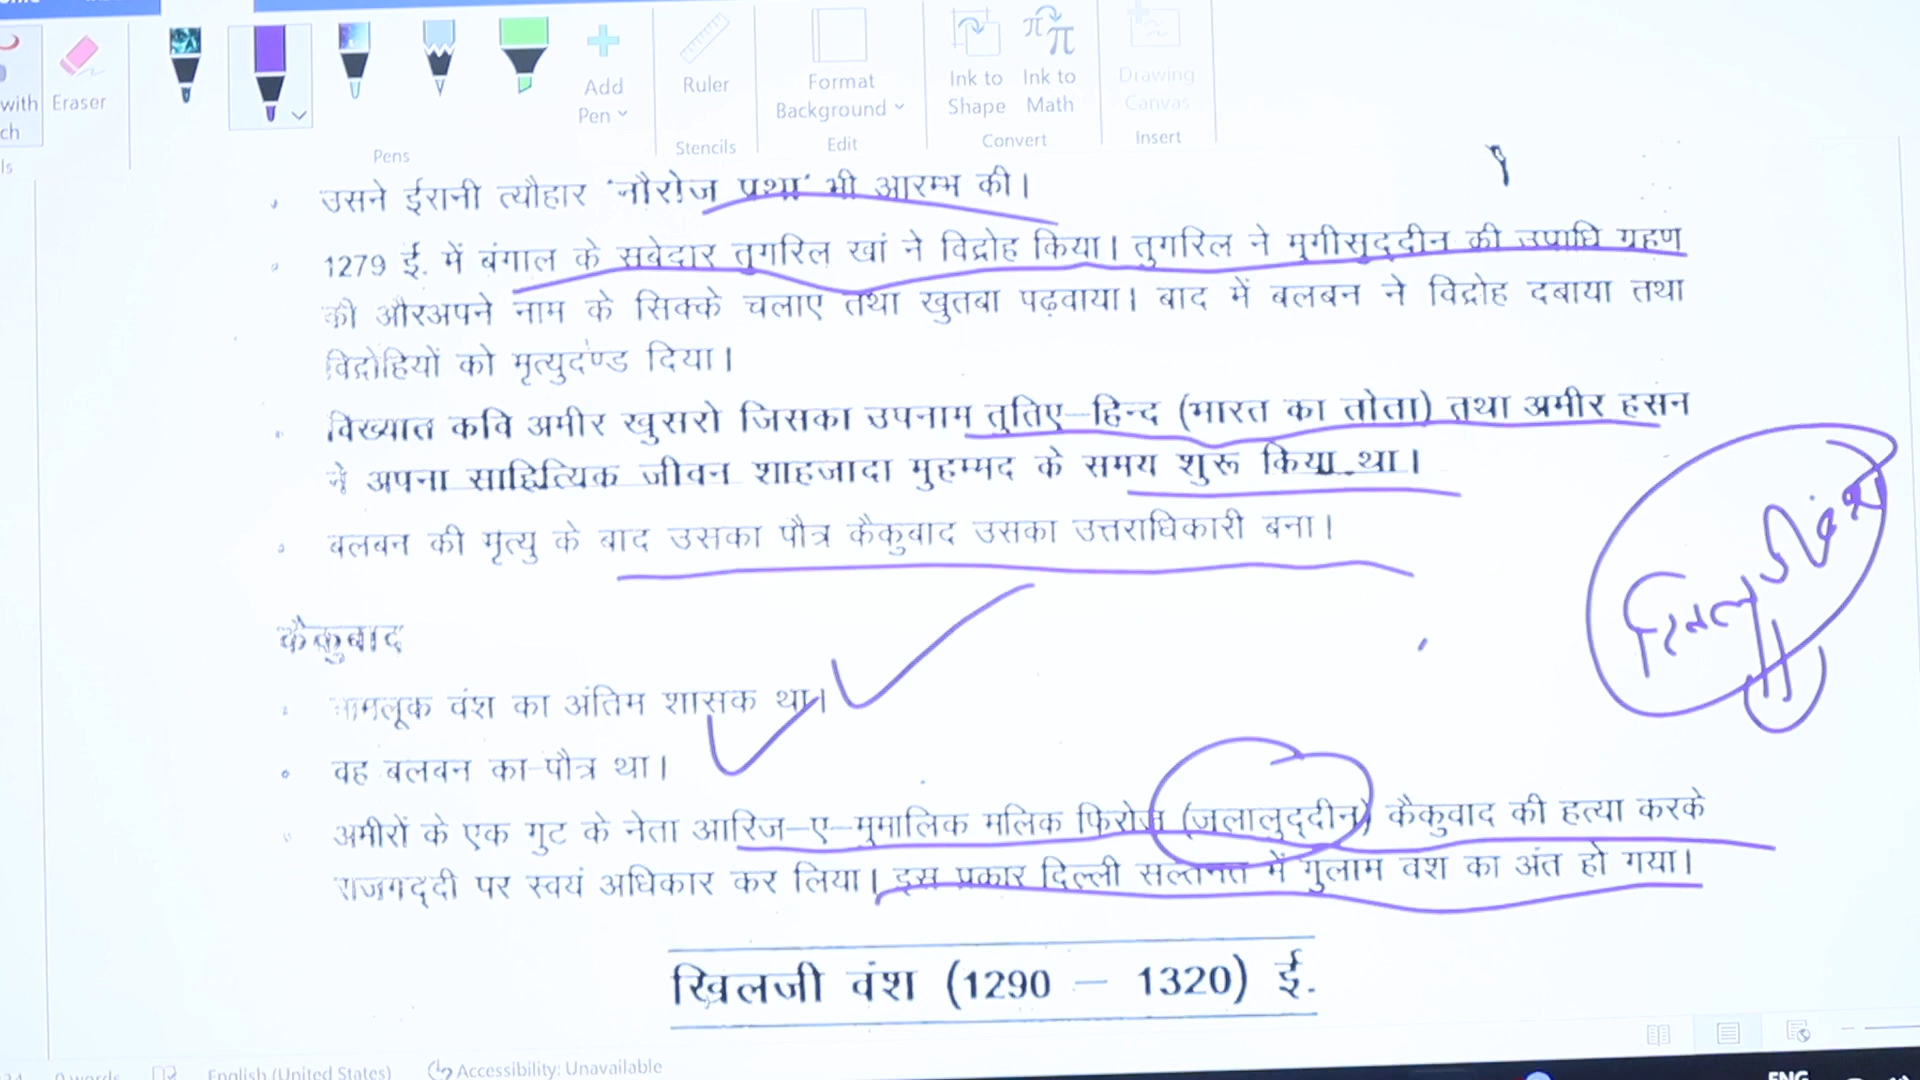 with
Eraser
Add
Ruler
Format
Ink to
Ink to
Drawing
ch
Pen
Background
Shape
Math
Canvas
ls
Pens
Stencils
Edit
Convert
Insert
उसने ईरानी त्यौहार 'नौरोज प्रथा' भी आरम्भ की।
1279 ई. में बंगाल के सूबेदार तुगरिल खां ने विद्रोह किया। तुगरिल ने मुगीसुद्दीन की उपाधि ग्रहण
की औरअपने नाम के सिक्के चलाए तथा खुतबा पढ़वाया। बाद में बलबन ने विद्रोह दबाया तथा
विद्रोहियों को मृत्युदण्ड दिया।
विख्यात कवि अमीर खुसरो जिसका उपनाम तुतिए–हिन्द (भारत का तोता) तथा अमीर हसन
ने अपना साहित्यिक जीवन शाहजादा मुहम्मद के समय शुरू किया था।
बलबन की मृत्यु के बाद उसका पौत्र कैकुबाद उसका उत्तराधिकारी बना।
कैकुबाद
मामलूक वंश का अंतिम शासक था।
वह बलबन का पौत्र था।
अमीरों के एक गुट के नेता आरिज–ए–मुमालिक मलिक फिरोज (जलालुद्दीन) कैकुवाद की हत्या करके
राजगद्दी पर स्वयं अधिकार कर लिया। इस प्रकार दिल्ली सल्तनत में गुलाम वंश का अंत हो गया।
खिलजी वंश (1290 – 1320) ई.
0 words
English (United States)
Accessibility: Unavailable
ENG